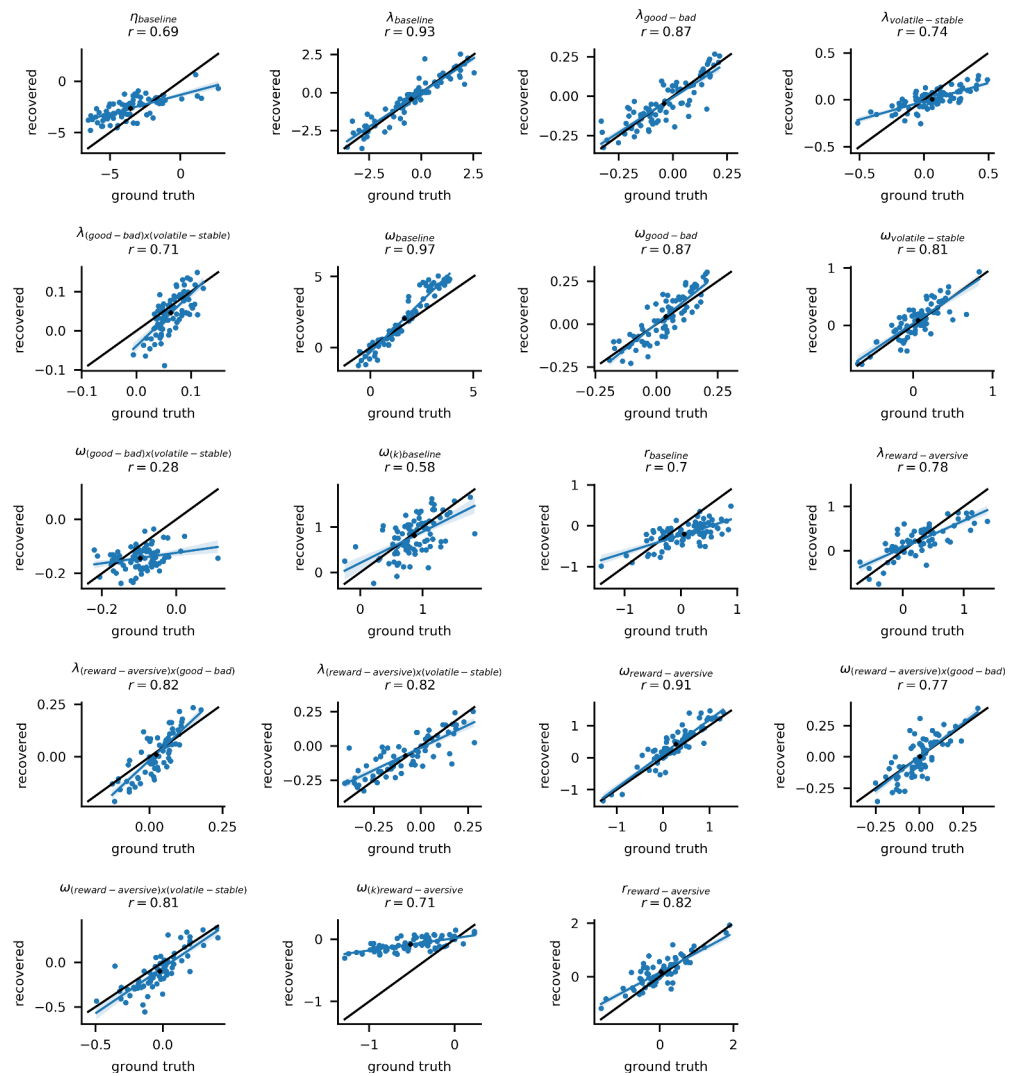 η_baseline
r = 0.69
λ_baseline
r = 0.93
λ_good−bad
r = 0.87
λ_volatile−stable
r = 0.74
recovered
0
−5
−5
0
ground truth
recovered
2.5
0.0
−2.5
−2.5
0.0
2.5
ground truth
recovered
0.25
0.00
−0.25
−0.25
0.00
0.25
ground truth
recovered
0.5
0.0
−0.5
−0.5
0.0
0.5
ground truth
λ_(good−bad)x(volatile−stable)
r = 0.71
ω_baseline
r = 0.97
ω_good−bad
r = 0.87
ω_volatile−stable
r = 0.81
recovered
0.1
0.0
−0.1
−0.1
0.0
0.1
ground truth
recovered
5
0
0
5
ground truth
recovered
0.25
0.00
−0.25
−0.25
0.00
0.25
ground truth
recovered
1
0
0
1
ground truth
ω_(good−bad)x(volatile−stable)
r = 0.28
ω_(k)baseline
r = 0.58
r_baseline
r = 0.7
λ_reward−aversive
r = 0.78
recovered
0.0
−0.2
−0.2
0.0
ground truth
recovered
1
0
0
1
ground truth
recovered
1
0
−1
−1
0
1
ground truth
recovered
1
0
0
1
ground truth
λ_(reward−aversive)x(good−bad)
r = 0.82
λ_(reward−aversive)x(volatile−stable)
r = 0.82
ω_reward−aversive
r = 0.91
ω_(reward−aversive)x(good−bad)
r = 0.77
recovered
0.25
0.00
0.00
0.25
ground truth
recovered
0.25
0.00
−0.25
−0.25
0.00
0.25
ground truth
recovered
1
0
−1
−1
0
1
ground truth
recovered
0.25
0.00
−0.25
−0.25
0.00
0.25
ground truth
ω_(reward−aversive)x(volatile−stable)
r = 0.81
ω_(k)reward−aversive
r = 0.71
r_reward−aversive
r = 0.82
recovered
0.0
−0.5
−0.5
0.0
ground truth
recovered
0
−1
−1
0
ground truth
recovered
2
0
0
2
ground truth